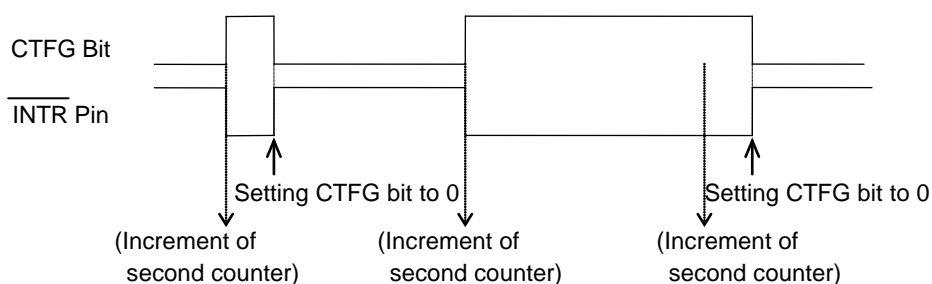 CTFG Bit
INTR Pin
Setting CTFG bit to 0
Setting CTFG bit to 0
(Increment of
second counter)
(Increment of
second counter)
(Increment of
second counter)